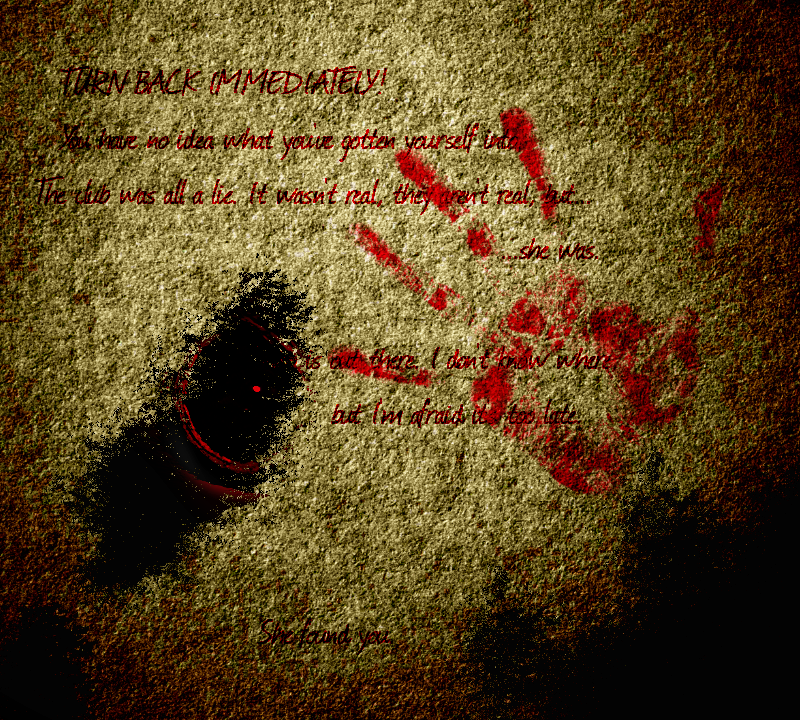 TURN BACK IMMEDIATELY!
You have no idea what you've gotten yourself into.
The club was all a lie. It wasn't real, they aren't real, but...
...she was.
is out there. I don't know where
but I'm afraid it's too late.
She found you.